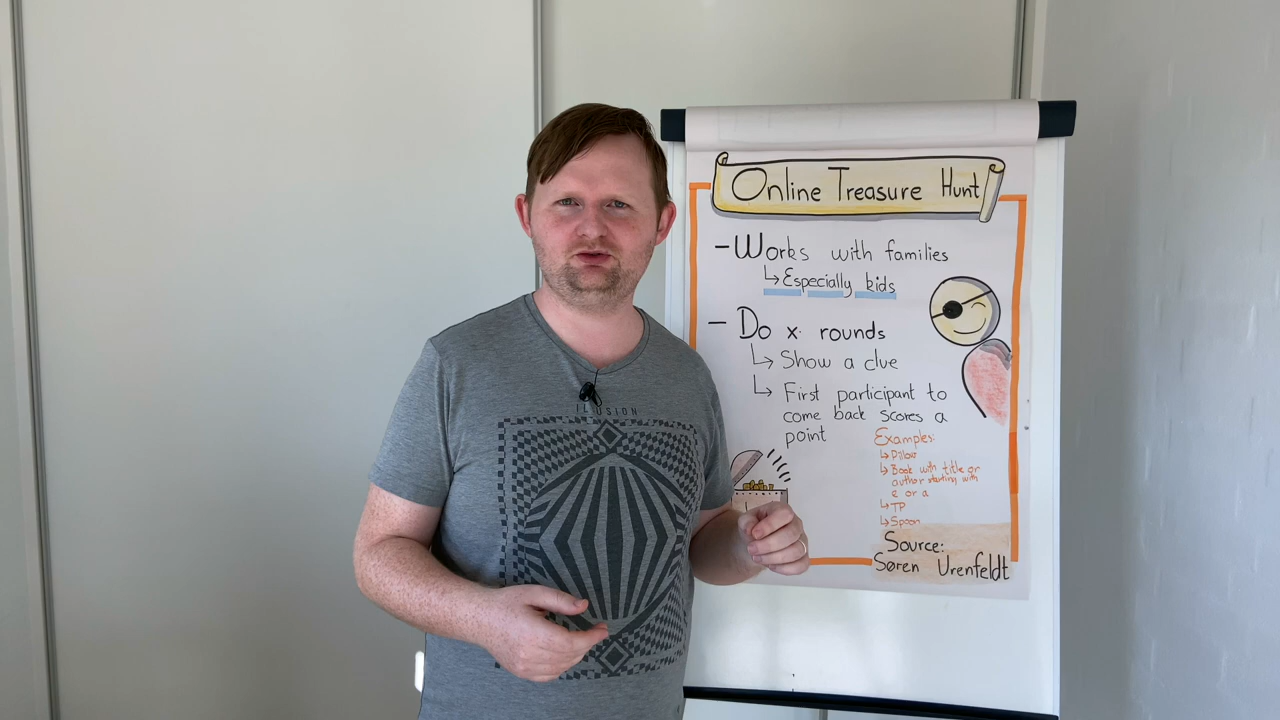 Online Treasure Hunt
- Works with families
↳ Especially kids
- Do x rounds
↳ Show a clue
↳ First participant to
come back scores a
point
Examples:
↳ Pillow
↳ Book with title or
author starting with
e or a
↳ TP
↳ Spoon
Source:
Søren Urenfeldt
ILLUSION